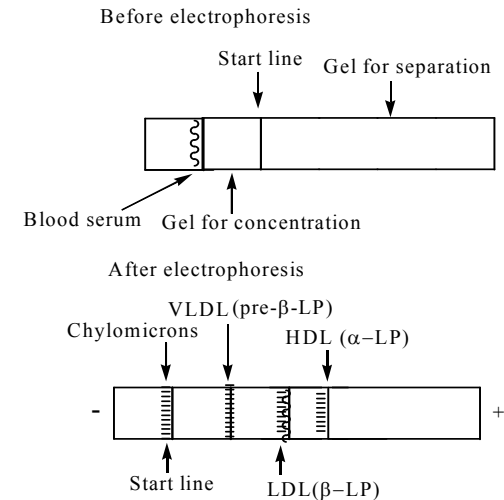 Before electrophoresis
Start line
Gel for separation
Blood serum
Gel for concentration
After electrophoresis
VLDL (pre-β-LP)
Chylomicrons
HDL (α–LP)
-
+
Start line
LDL(β–LP)